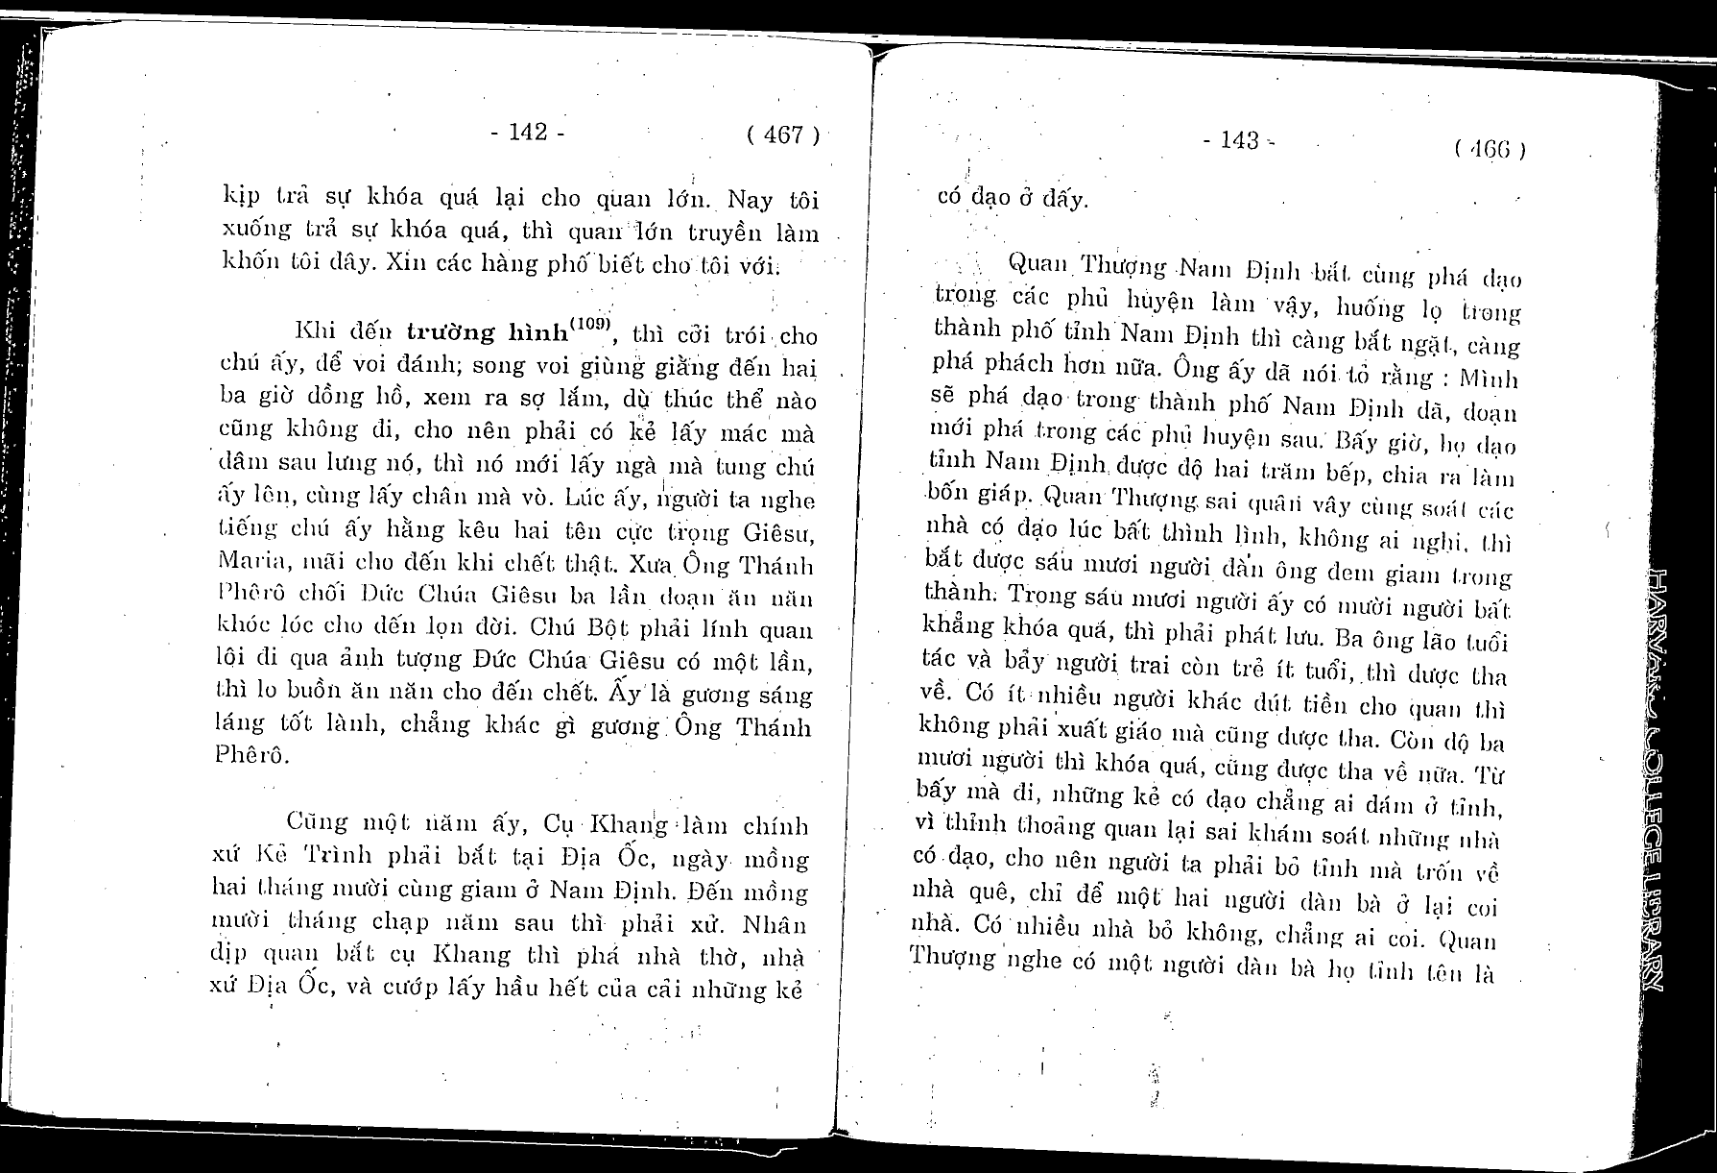 - 142 -
( 467 )
kịp trả sự khóa quá lại cho quan lớn. Nay tôi
xuống trả sự khóa quá, thì quan lớn truyền làm
khốn tôi đây. Xin các hàng phố biết cho tôi với.
Khi đến trường hình(109), thì cởi trói cho
chú ấy, để voi đánh; song voi giùng giằng đến hai
ba giờ đồng hồ, xem ra sợ lắm, dù thúc thể nào
cũng không đi, cho nên phải có kẻ lấy mác mà
đâm sau lưng nó, thì nó mới lấy ngà mà tung chú
ấy lên, cùng lấy chân mà vò. Lúc ấy, người ta nghe
tiếng chú ấy hằng kêu hai tên cực trọng Giêsu,
Maria, mãi cho đến khi chết thật. Xưa Ông Thánh
Phêrô chối Đức Chúa Giêsu ba lần đoạn ăn năn
khóc lóc cho đến lọn đời. Chú Bột phải lính quan
lôi đi qua ảnh tượng Đức Chúa Giêsu có một lần,
thì lo buồn ăn năn cho đến chết. Ấy là gương sáng
láng tốt lành, chẳng khác gì gương Ông Thánh
Phêrô.
Cũng một năm ấy, Cụ Khang làm chính
xứ Kẻ Trình phải bắt tại Địa Ốc, ngày mồng
hai tháng mười cùng giam ở Nam Định. Đến mồng
mười tháng chạp năm sau thì phải xử. Nhân
dịp quan bắt cụ Khang thì phá nhà thờ, nhà
xứ Địa Ốc, và cướp lấy hầu hết của cải những kẻ
- 143 -
( 466 )
có đạo ở đấy.
Quan Thượng Nam Định bắt cùng phá đạo
trong các phủ huyện làm vậy, huống lọ trong
thành phố tỉnh Nam Định thì càng bắt ngặt, càng
phá phách hơn nữa. Ông ấy đã nói tỏ rằng : Mình
sẽ phá đạo trong thành phố Nam Định đã, đoạn
mới phá trong các phủ huyện sau. Bấy giờ, họ đạo
tỉnh Nam Định được độ hai trăm bếp, chia ra làm
bốn giáp. Quan Thượng sai quân vây cùng soát các
nhà có đạo lúc bất thình lình, không ai nghi, thì
bắt được sáu mươi người đàn ông đem giam trong
thành. Trong sáu mươi người ấy có mười người bất
khẳng khóa quá, thì phải phát lưu. Ba ông lão tuổi
tác và bảy người trai còn trẻ ít tuổi, thì được tha
về. Có ít nhiều người khác đút tiền cho quan thì
không phải xuất giáo mà cũng được tha. Còn độ ba
mươi người thì khóa quá, cũng được tha về nữa. Từ
bấy mà đi, những kẻ có đạo chẳng ai dám ở tỉnh,
vì thỉnh thoảng quan lại sai khám soát những nhà
có đạo, cho nên người ta phải bỏ tỉnh mà trốn về
nhà quê, chỉ để một hai người đàn bà ở lại coi
nhà. Có nhiều nhà bỏ không, chẳng ai coi. Quan
Thượng nghe có một người đàn bà họ tỉnh tên là
HARVARD COLLEGE LIBRARY